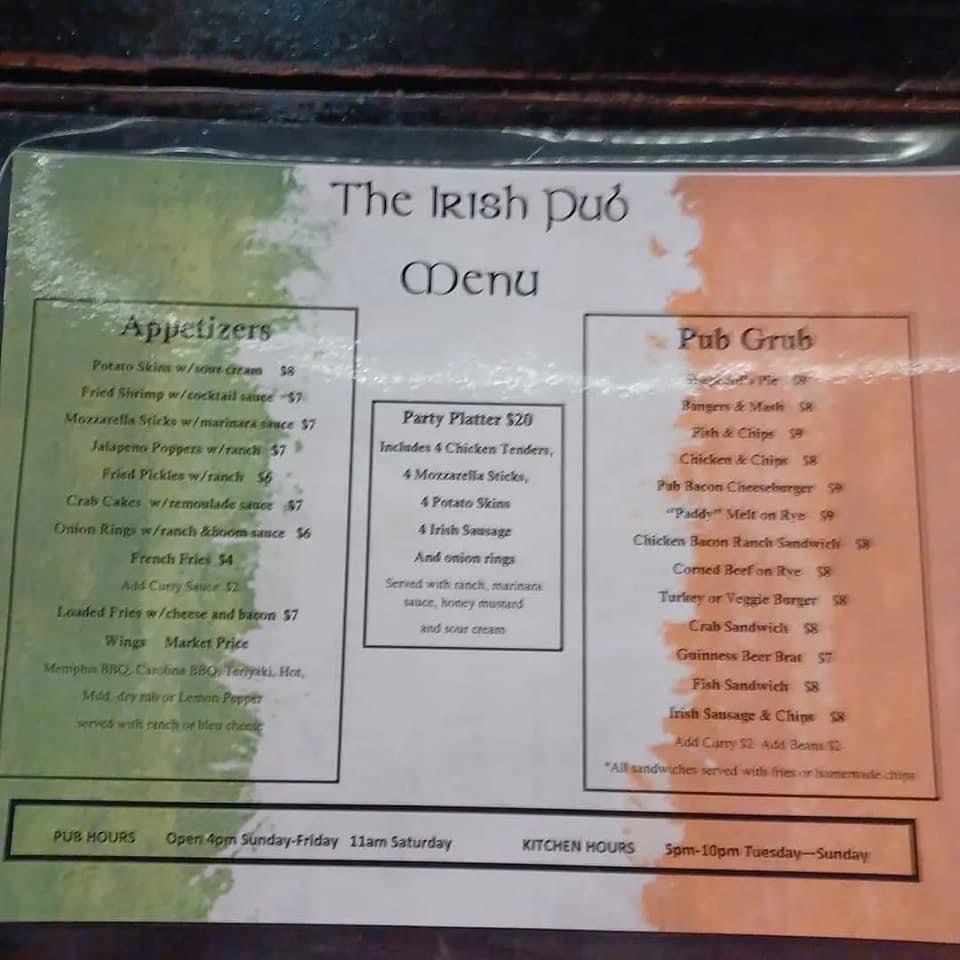 The Irish Pub
Menu
Appetizers
Potato Skins w/sour cream $8
Fried Shrimp w/cocktail sauce $7
Mozzarella Sticks w/marinara sauce $7
Jalapeno Poppers w/ranch $7
Fried Pickles w/ranch $6
Crab Cakes w/remoulade sauce $7
Onion Rings w/ranch &boom sauce $6
French Fries $4
Add Curry Sauce $2
Loaded Fries w/cheese and bacon $7
Wings Market Price
Memphis BBQ, Carolina BBQ, Teriyaki, Hot,
Mild, dry rub or Lemon Pepper
served with ranch or bleu cheese
Party Platter $20
Includes 4 Chicken Tenders,
4 Mozzarella Sticks,
4 Potato Skins
4 Irish Sausage
And onion rings
Served with ranch, marinara
sauce, honey mustard
and sour cream
Pub Grub
Pie $9
Bangers & Mash $8
Fish & Chips $9
Chicken & Chips $8
Pub Bacon Cheeseburger $9
"Paddy" Melt on Rye $9
Chicken Bacon Ranch Sandwich $8
Corned Beef on Rye $8
Turkey or Veggie Burger $8
Crab Sandwich $8
Guinness Beer Brat $7
Fish Sandwich $8
Irish Sausage & Chips $8
Add Curry $2 Add Beans $2
*All sandwiches served with fries or homemade chips
PUB HOURS Open 4pm Sunday-Friday 11am Saturday
KITCHEN HOURS 5pm-10pm Tuesday—Sunday